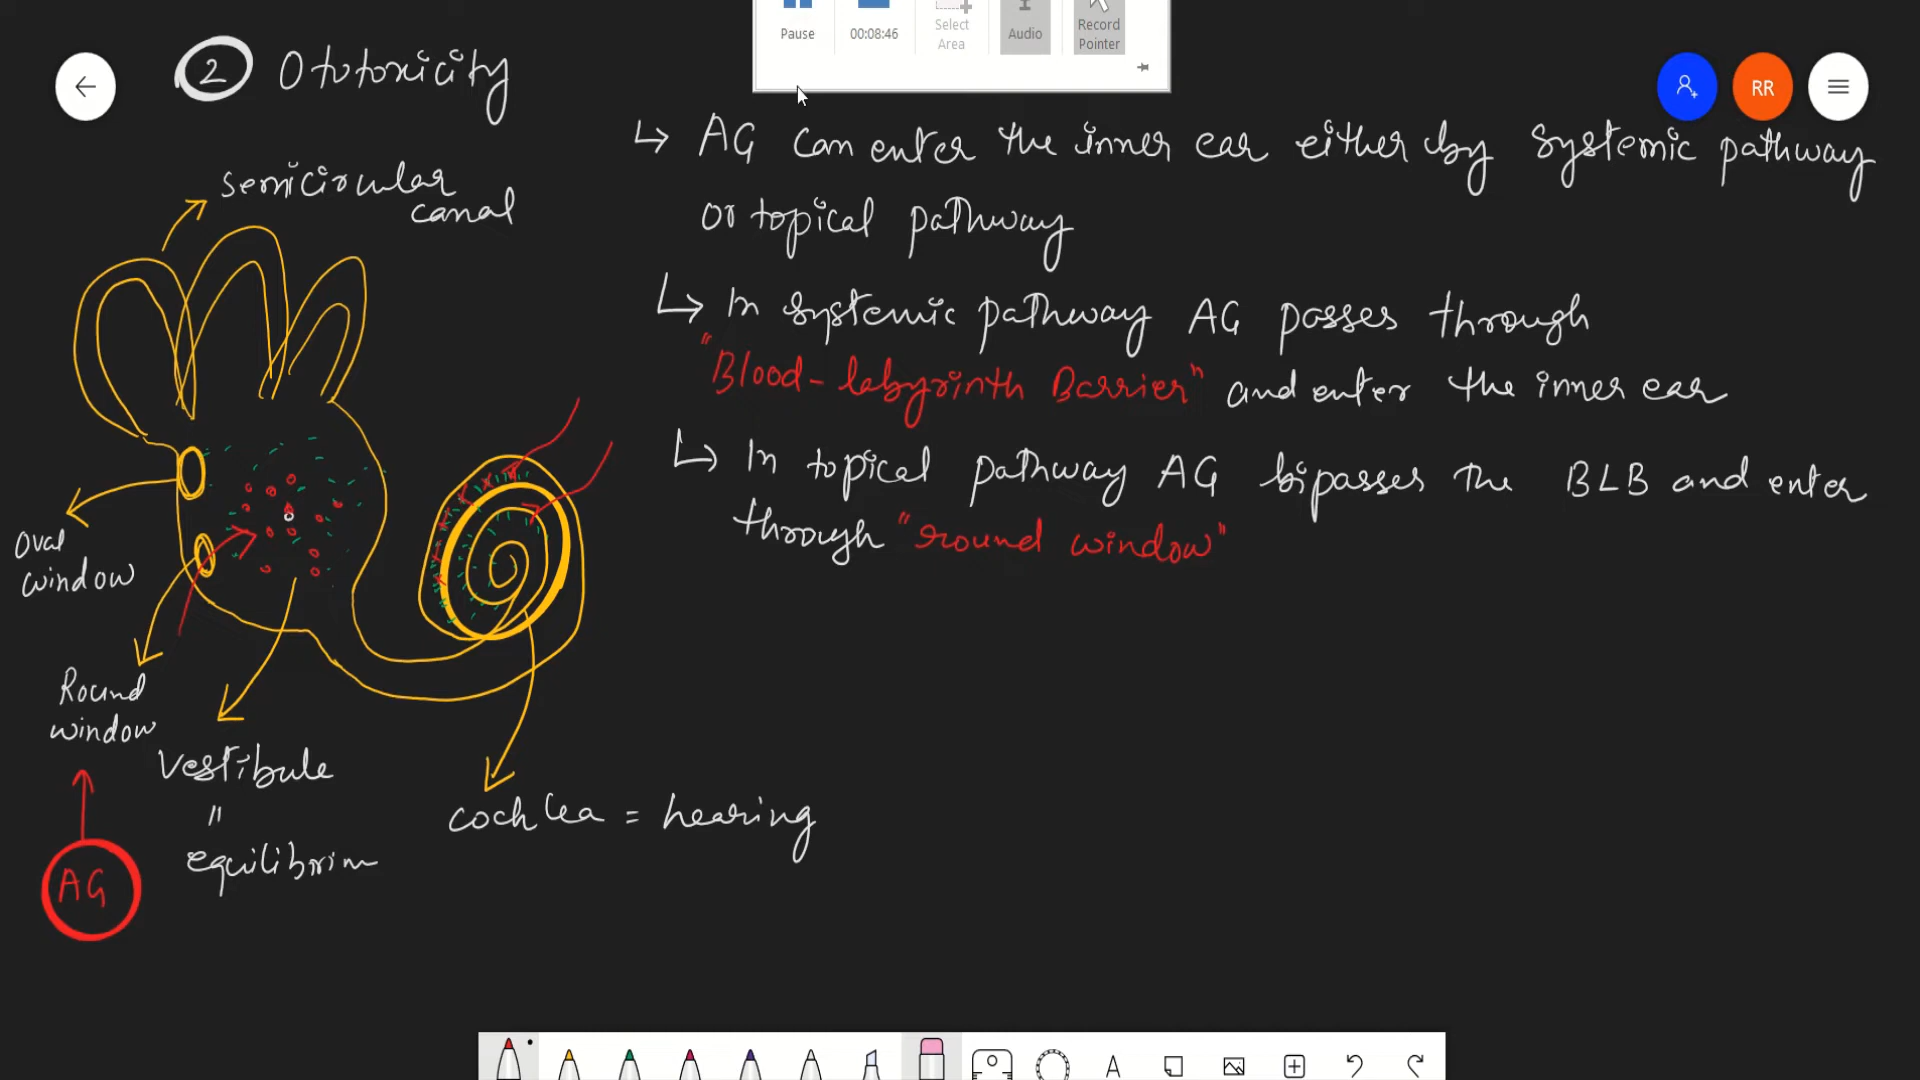 Pause
00:08:46
Select
Area
Audio
Record
Pointer
2 Ototoxicity
RR
↳ AG can enter the inner ear either by systemic pathway
or topical pathway
↳ In systemic pathway AG passes through
"Blood-labyrinth Barrier" and enter the inner ear
↳ In topical pathway AG bipasses the BLB and enter
through "round window"
semicircular
canal
Oval
window
Round
window
Vestibule
"
equilibrim
cochlea = hearing
AG
A